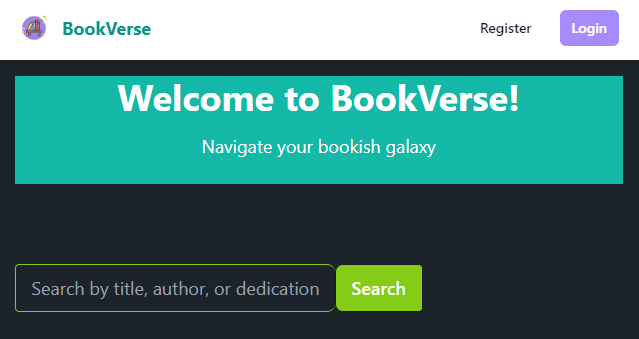 BookVerse
Register
Login
Welcome to BookVerse!
Navigate your bookish galaxy
Search by title, author, or dedication
Search